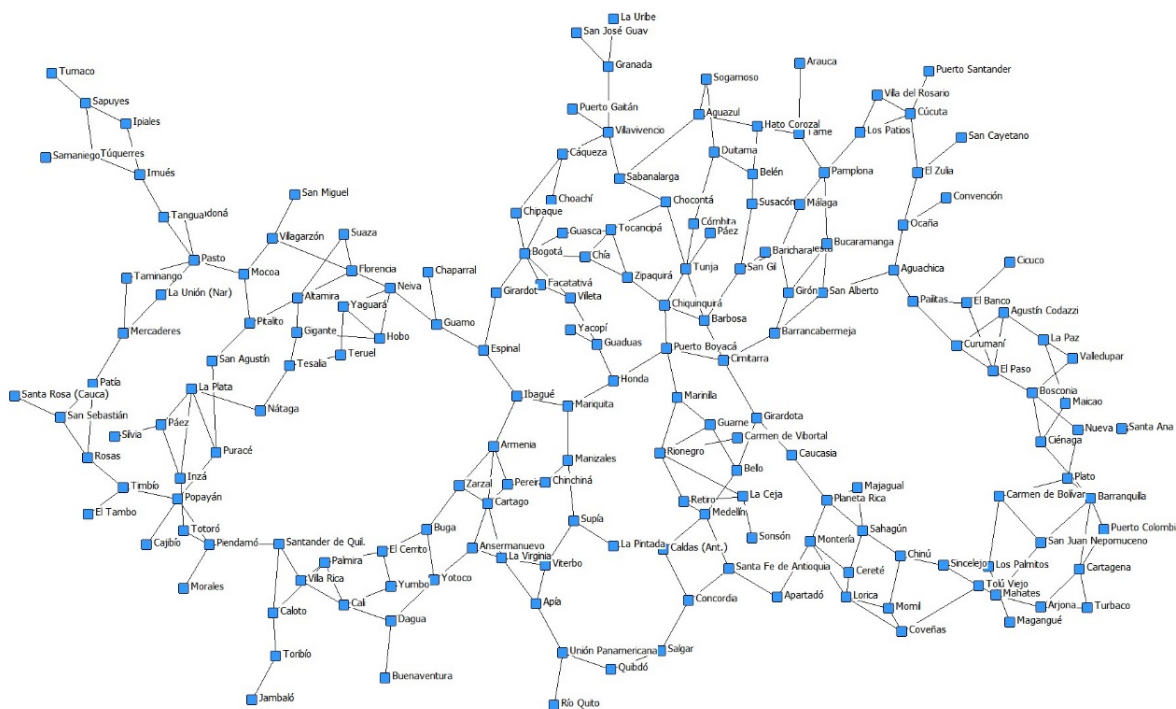 La Uribe
San José Guav
Granada
Arauca
Puerto Santander
Tumaco
Sogamoso
Vila del Rosario
Sapuyes
Puerto Gaitán
Aguazul
Cúcuta
Ipiales
Vilavivencio
Hato Corozal
Tame
Los Patios
San Cayetano
Samaniego
Túquerres
Cáqueza
Dutama
Imués
Sabanalarga
Belén
Pamplona
El Zulia
San Miguel
Choachí
Chocontá
Susacón
Málaga
Convención
Tangua
Chipaque
Cómbita
Páez
Ocaña
Villagarzón
Suaza
Guasca
Tocancipá
Bucaramanga
Bogotá
Chía
Baricharа
Pasto
Mocoa
Florencia
Chaparral
Zipaquirá
Tunja
San Gil
Aguachica
Cicuco
Taminango
Neiva
Facatativá
Girón
San Alberto
La Unión (Nar)
Altamira
Girardot
Villeta
Pailitas
El Banco
Yaguará
Chiquinquirá
Agustín Codazzi
Pitalito
Guamo
Barbosa
Mercaderes
Gigante
Hobo
Yacopí
Barrancabermeja
La Paz
Guaduas
Curumaní
San Agustín
Tesalia
Teruel
Espinal
Puerto Boyacá
Cimitarra
Valledupar
El Paso
Patía
La Plata
Honda
Bosconia
Santa Rosa (Cauca)
Ibagué
Mariquita
Marinilla
Maicao
San Sebastián
Nátaga
Páez
Guarne
Girardota
Nueva
Santa Ana
Silvia
Carmen de Vibortal
Ciénaga
Rosas
Puracé
Armenia
Rionegro
Caucasia
Manizales
Bello
Inzá
Zarzal
Pereira
Chinchiná
Plato
Timbío
Popayán
Cartago
Retiro
La Ceja
Planeta Rica
Majagual
Carmen de Bolívar
Barranquila
El Tambo
Medellín
Totoró
Buga
Supía
Sahagún
Puerto Colombi
Cajibío
Piendamó
Santander de Quil.
El Cerrito
Ansermanuevo
La Pintada
Caldas (Ant.)
Sonsón
Montería
San Juan Nepomuceno
La Virginia
Chinú
Palmira
Viterbo
Santa Fe de Antioquia
Cereté
Sincelejo
Los Palmitos
Cartagena
Morales
Vila Rica
Yumbo
Yotoco
Tolú Viejo
Mahates
Cali
Apía
Concordia
Apartadó
Lorica
Momil
Arjona
Turbaco
Caloto
Dagua
Magangué
Coveñas
Toribío
Unión Panamericana
Salgar
Quibdó
Buenaventura
Jambaló
Río Quito